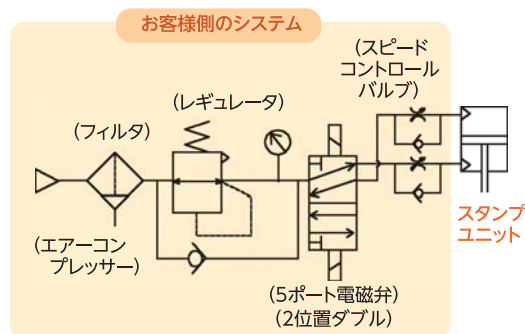 お客様側のシステム
(スピード
コントロール
バルブ)
(レギュレータ)
(フィルタ)
(エアーコン
プレッサー)
スタンプ
ユニット
(5ポート電磁弁)
(2位置ダブル)